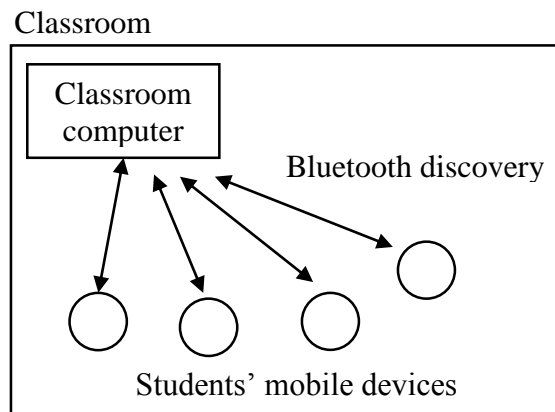 Classroom
Classroom
computer
Bluetooth discovery
Students’ mobile devices